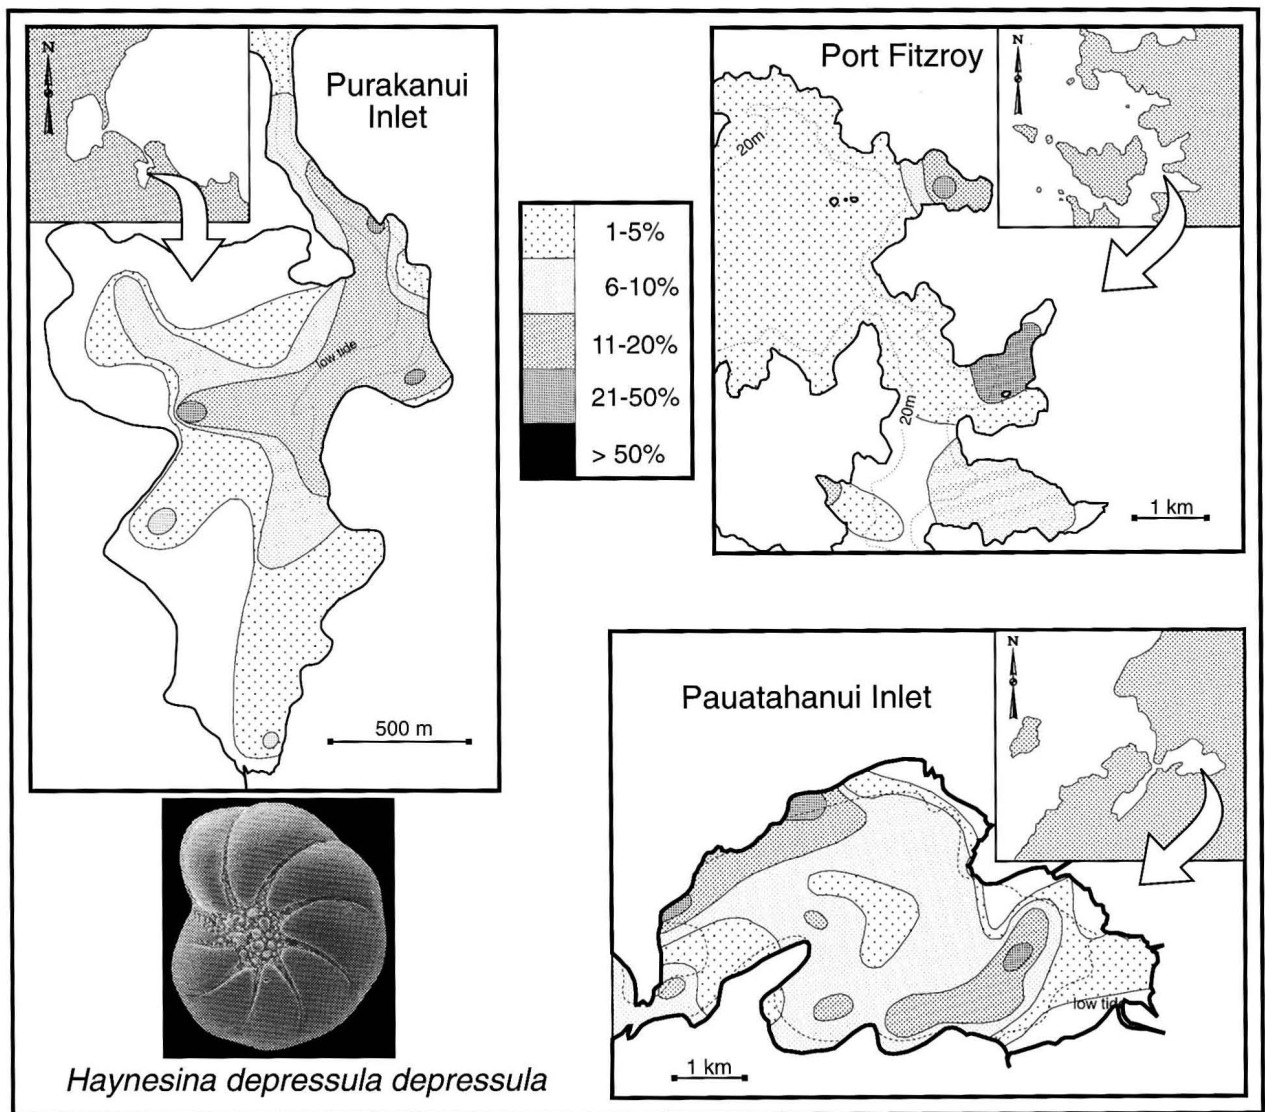 N
Purakanui
Inlet
low tide
500 m
1-5%
6-10%
11-20%
21-50%
> 50%
Port Fitzroy
N
20m
20m
1 km
Pauatahanui Inlet
N
low tid
1 km
Haynesina depressula depressula